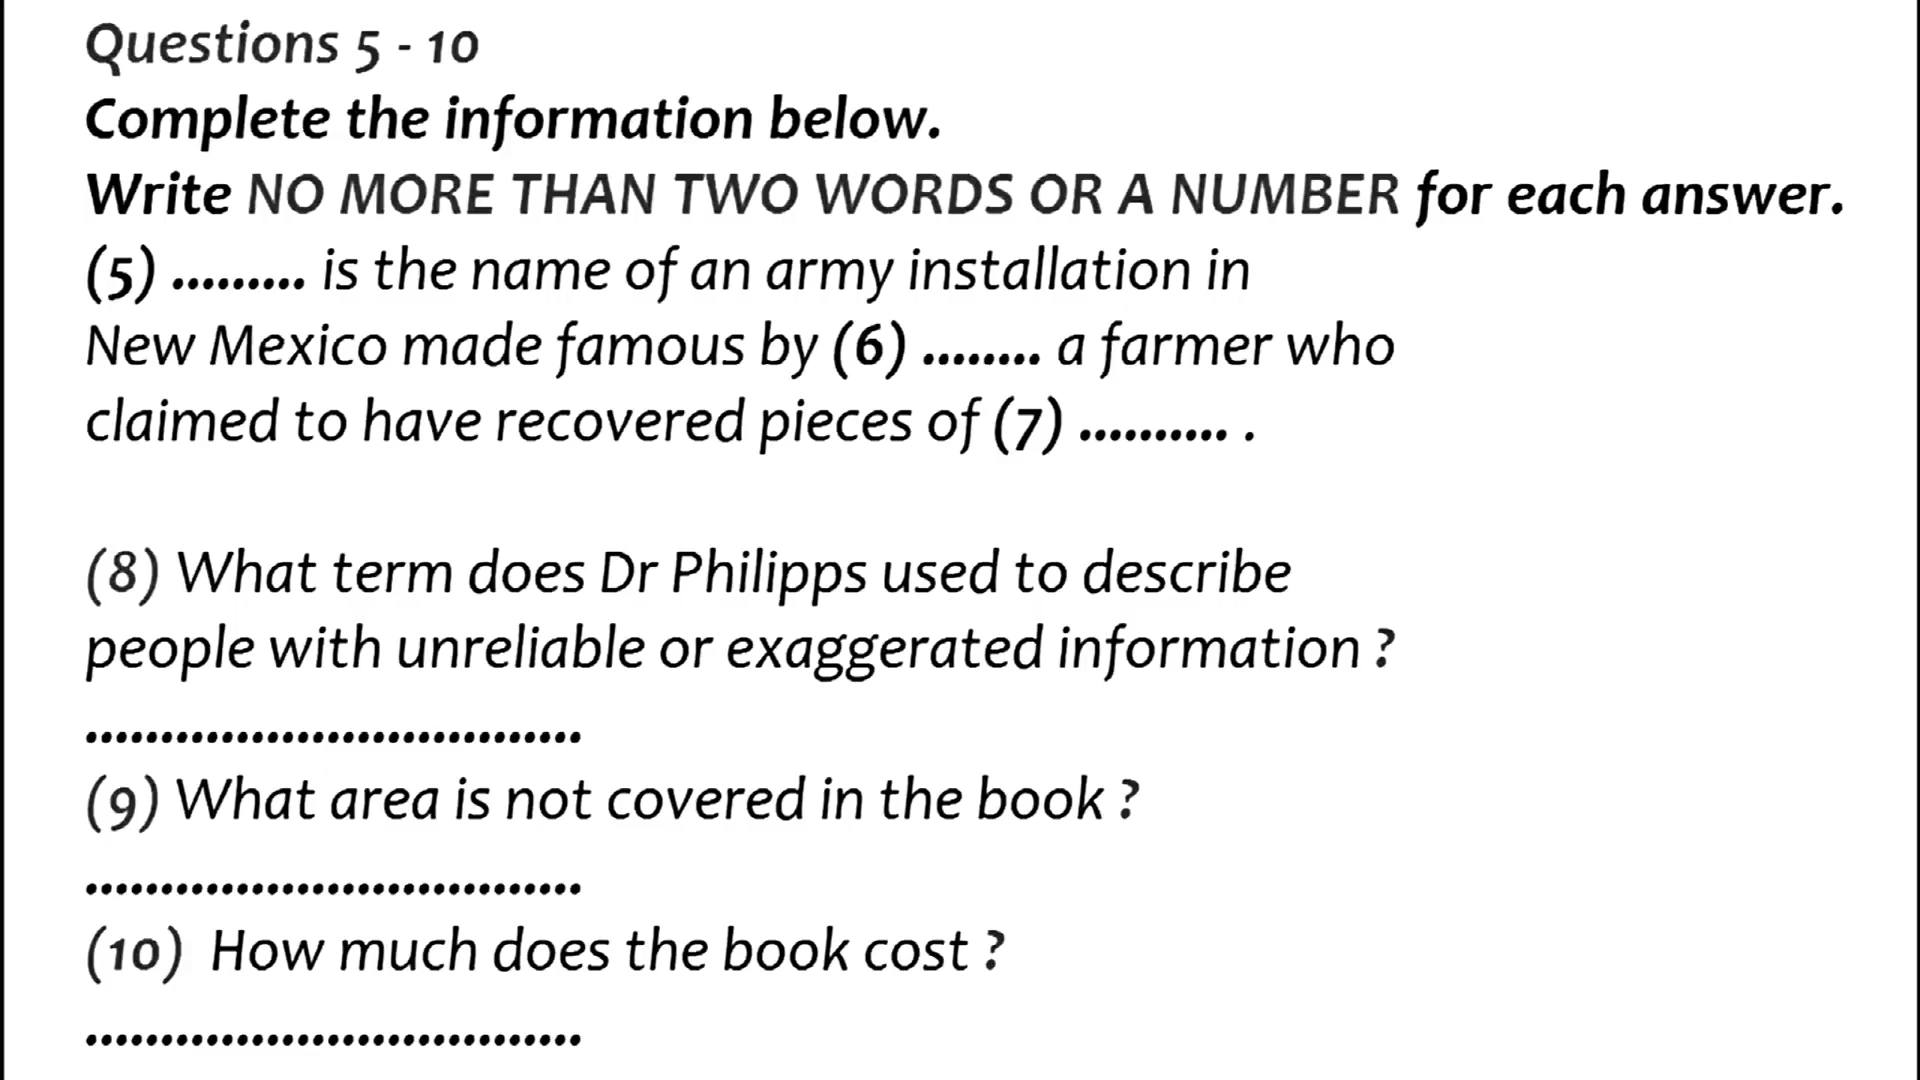 Questions 5 - 10
Complete the information below.
Write NO MORE THAN TWO WORDS OR A NUMBER for each answer.
(5) ......... is the name of an army installation in
New Mexico made famous by (6) ........ a farmer who
claimed to have recovered pieces of (7) .......... .
(8) What term does Dr Philipps used to describe
people with unreliable or exaggerated information ?
.................................
(9) What area is not covered in the book ?
.................................
(10) How much does the book cost ?
.................................